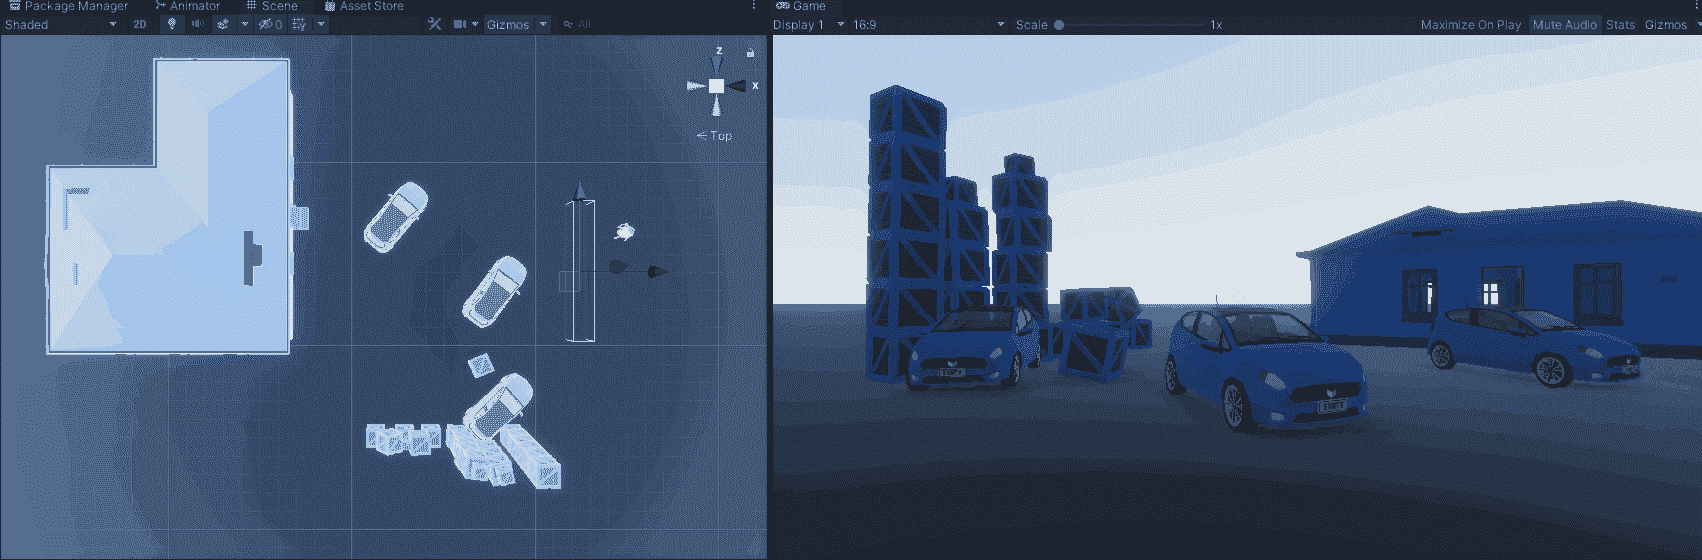 Package Manager Animator Scene Asset Store
Shaded 2D 0 Gizmos All
z
x
Top
Game
Display 1 16:9 Scale 1x Maximize On Play Mute Audio Stats Gizmos